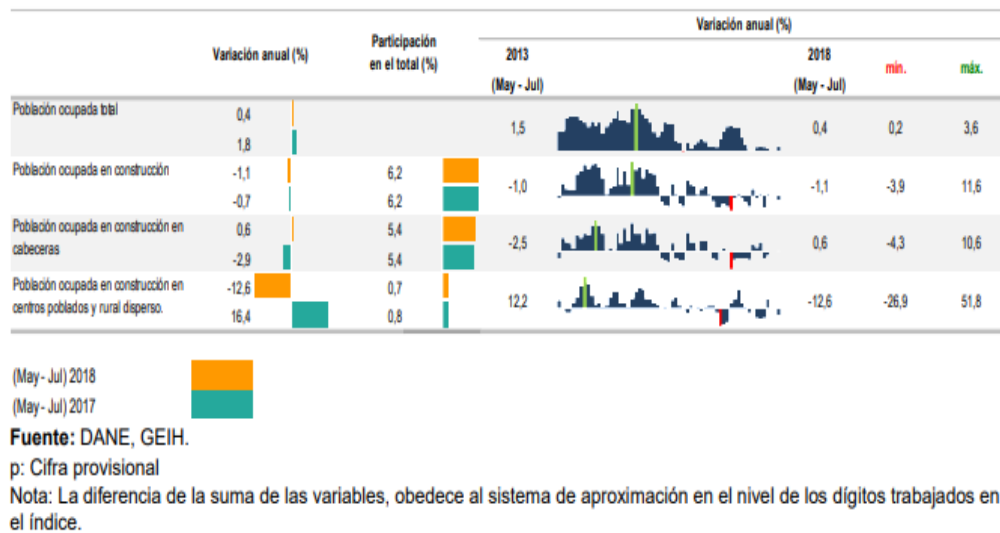 Variación anual (%)
Variación anual (%)
Participación
en el total (%)
2013
(May - Jul)
2018
(May - Jul)
mín.
máx.
Población ocupada total
0,4
1,8
1,5
0,4
0,2
3,6
Población ocupada en construcción
-1,1
-0,7
6,2
6,2
-1,0
-1,1
-3,9
11,6
Población ocupada en construcción en
cabeceras
0,6
-2,9
5,4
5,4
-2,5
0,6
-4,3
10,6
Población ocupada en construcción en
centros poblados y rural disperso.
-12,6
16,4
0,7
0,8
12,2
-12,6
-26,9
51,8
(May - Jul) 2018
(May - Jul) 2017
Fuente: DANE, GEIH.
p: Cifra provisional
Nota: La diferencia de la suma de las variables, obedece al sistema de aproximación en el nivel de los dígitos trabajados en
el índice.